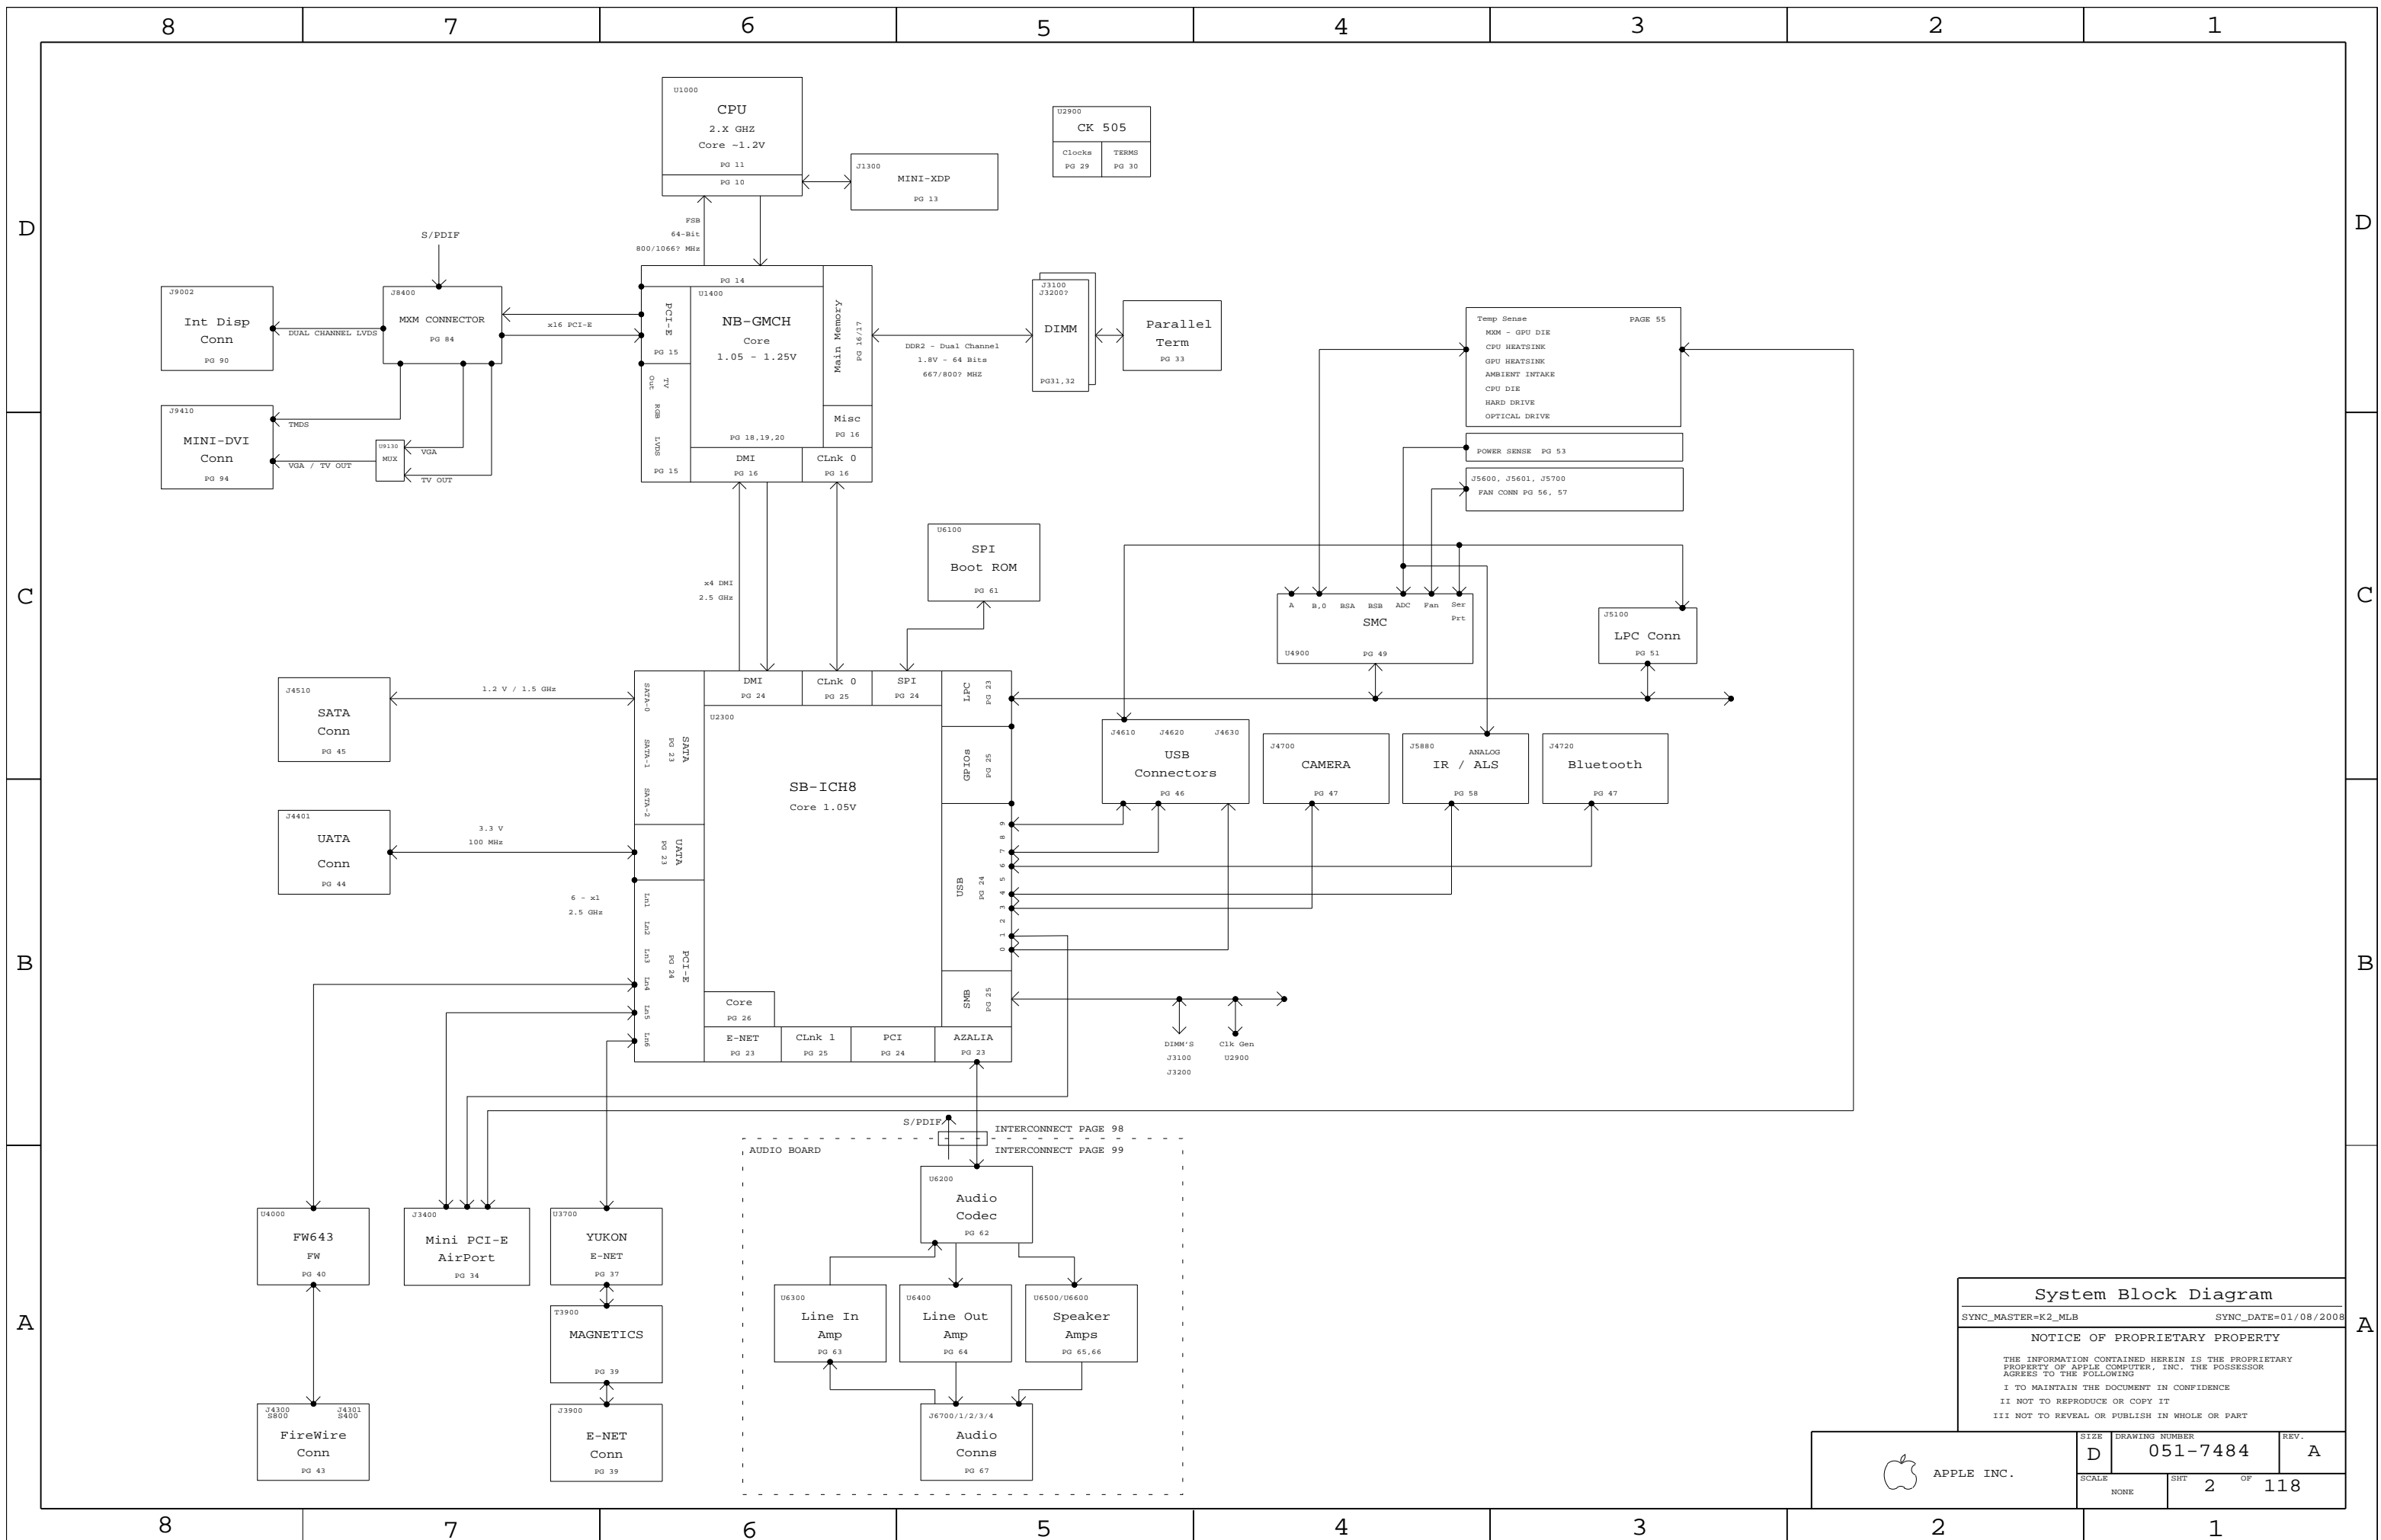 8 7 6 5 4 3 2 1
D
D
C
C
B
B
A
A
U1000
CPU
2.X GHZ
Core ~1.2V
PG 11
PG 10
U2900
CK 505
Clocks
PG 29
TERMS
PG 30
J1300
MINI-XDP
PG 13
FSB
64-Bit
800/1066? MHz
S/PDIF
J9002
Int Disp
Conn
PG 90
DUAL CHANNEL LVDS
J8400
MXM CONNECTOR
PG 84
x16 PCI-E
PG 14
U1400
NB-GMCH
Core
1.05 - 1.25V
PG 18,19,20
PCI-E
PG 15
TV
Out
RGB
LVDS
PG 15
Main Memory
PG 16/17
Misc
PG 16
DMI
PG 16
CLnk 0
PG 16
DDR2 - Dual Channel
1.8V - 64 Bits
667/800? MHZ
J3100
J3200?
DIMM
PG31,32
Parallel
Term
PG 33
Temp Sense
PAGE 55
MXM - GPU DIE
CPU HEATSINK
GPU HEATSINK
AMBIENT INTAKE
CPU DIE
HARD DRIVE
OPTICAL DRIVE
POWER SENSE PG 53
J5600, J5601, J5700
FAN CONN PG 56, 57
J9410
MINI-DVI
Conn
PG 94
TMDS
VGA / TV OUT
U9130
MUX
VGA
TV OUT
U6100
SPI
Boot ROM
PG 61
x4 DMI
2.5 GHz
A B,0 BSA BSB ADC Fan Ser
Prt
SMC
U4900
PG 49
J5100
LPC Conn
PG 51
J4510
SATA
Conn
PG 45
1.2 V / 1.5 GHz
DMI
PG 24
CLnk 0
PG 25
SPI
PG 24
LPC
PG 23
U2300
SB-ICH8
Core 1.05V
SATA-0
SATA-1
SATA-2
SATA
PG 23
GPIOs
PG 25
J4610 J4620 J4630
USB
Connectors
PG 46
J4700
CAMERA
PG 47
J5880
ANALOG
IR / ALS
PG 58
J4720
Bluetooth
PG 47
J4401
UATA
Conn
PG 44
3.3 V
100 MHz
UATA
PG 23
6 - x1
2.5 GHz
Ln1
Ln2
Ln3
Ln4
Ln5
Ln6
PCI-E
PG 24
USB
PG 24
9
8
7
6
5
4
3
2
1
0
SMB
PG 25
Core
PG 26
E-NET
PG 23
CLnk 1
PG 25
PCI
PG 24
AZALIA
PG 23
DIMM'S
J3100
J3200
Clk Gen
U2900
S/PDIF
INTERCONNECT PAGE 98
AUDIO BOARD
INTERCONNECT PAGE 99
U6200
Audio
Codec
PG 62
U4000
FW643
FW
PG 40
J3400
Mini PCI-E
AirPort
PG 34
U3700
YUKON
E-NET
PG 37
T3900
MAGNETICS
PG 39
U6300
Line In
Amp
PG 63
U6400
Line Out
Amp
PG 64
U6500/U6600
Speaker
Amps
PG 65,66
J4300
S800
J4301
S400
FireWire
Conn
PG 43
J3900
E-NET
Conn
PG 39
J6700/1/2/3/4
Audio
Conns
PG 67
System Block Diagram
SYNC_MASTER=K2_MLB
SYNC_DATE=01/08/2008
NOTICE OF PROPRIETARY PROPERTY
THE INFORMATION CONTAINED HEREIN IS THE PROPRIETARY
PROPERTY OF APPLE COMPUTER, INC. THE POSSESSOR
AGREES TO THE FOLLOWING
I TO MAINTAIN THE DOCUMENT IN CONFIDENCE
II NOT TO REPRODUCE OR COPY IT
III NOT TO REVEAL OR PUBLISH IN WHOLE OR PART
APPLE INC.
SIZE
D
DRAWING NUMBER
051-7484
REV.
A
SCALE
NONE
SHT
2
OF
118
8 7 6 5 4 3 2 1